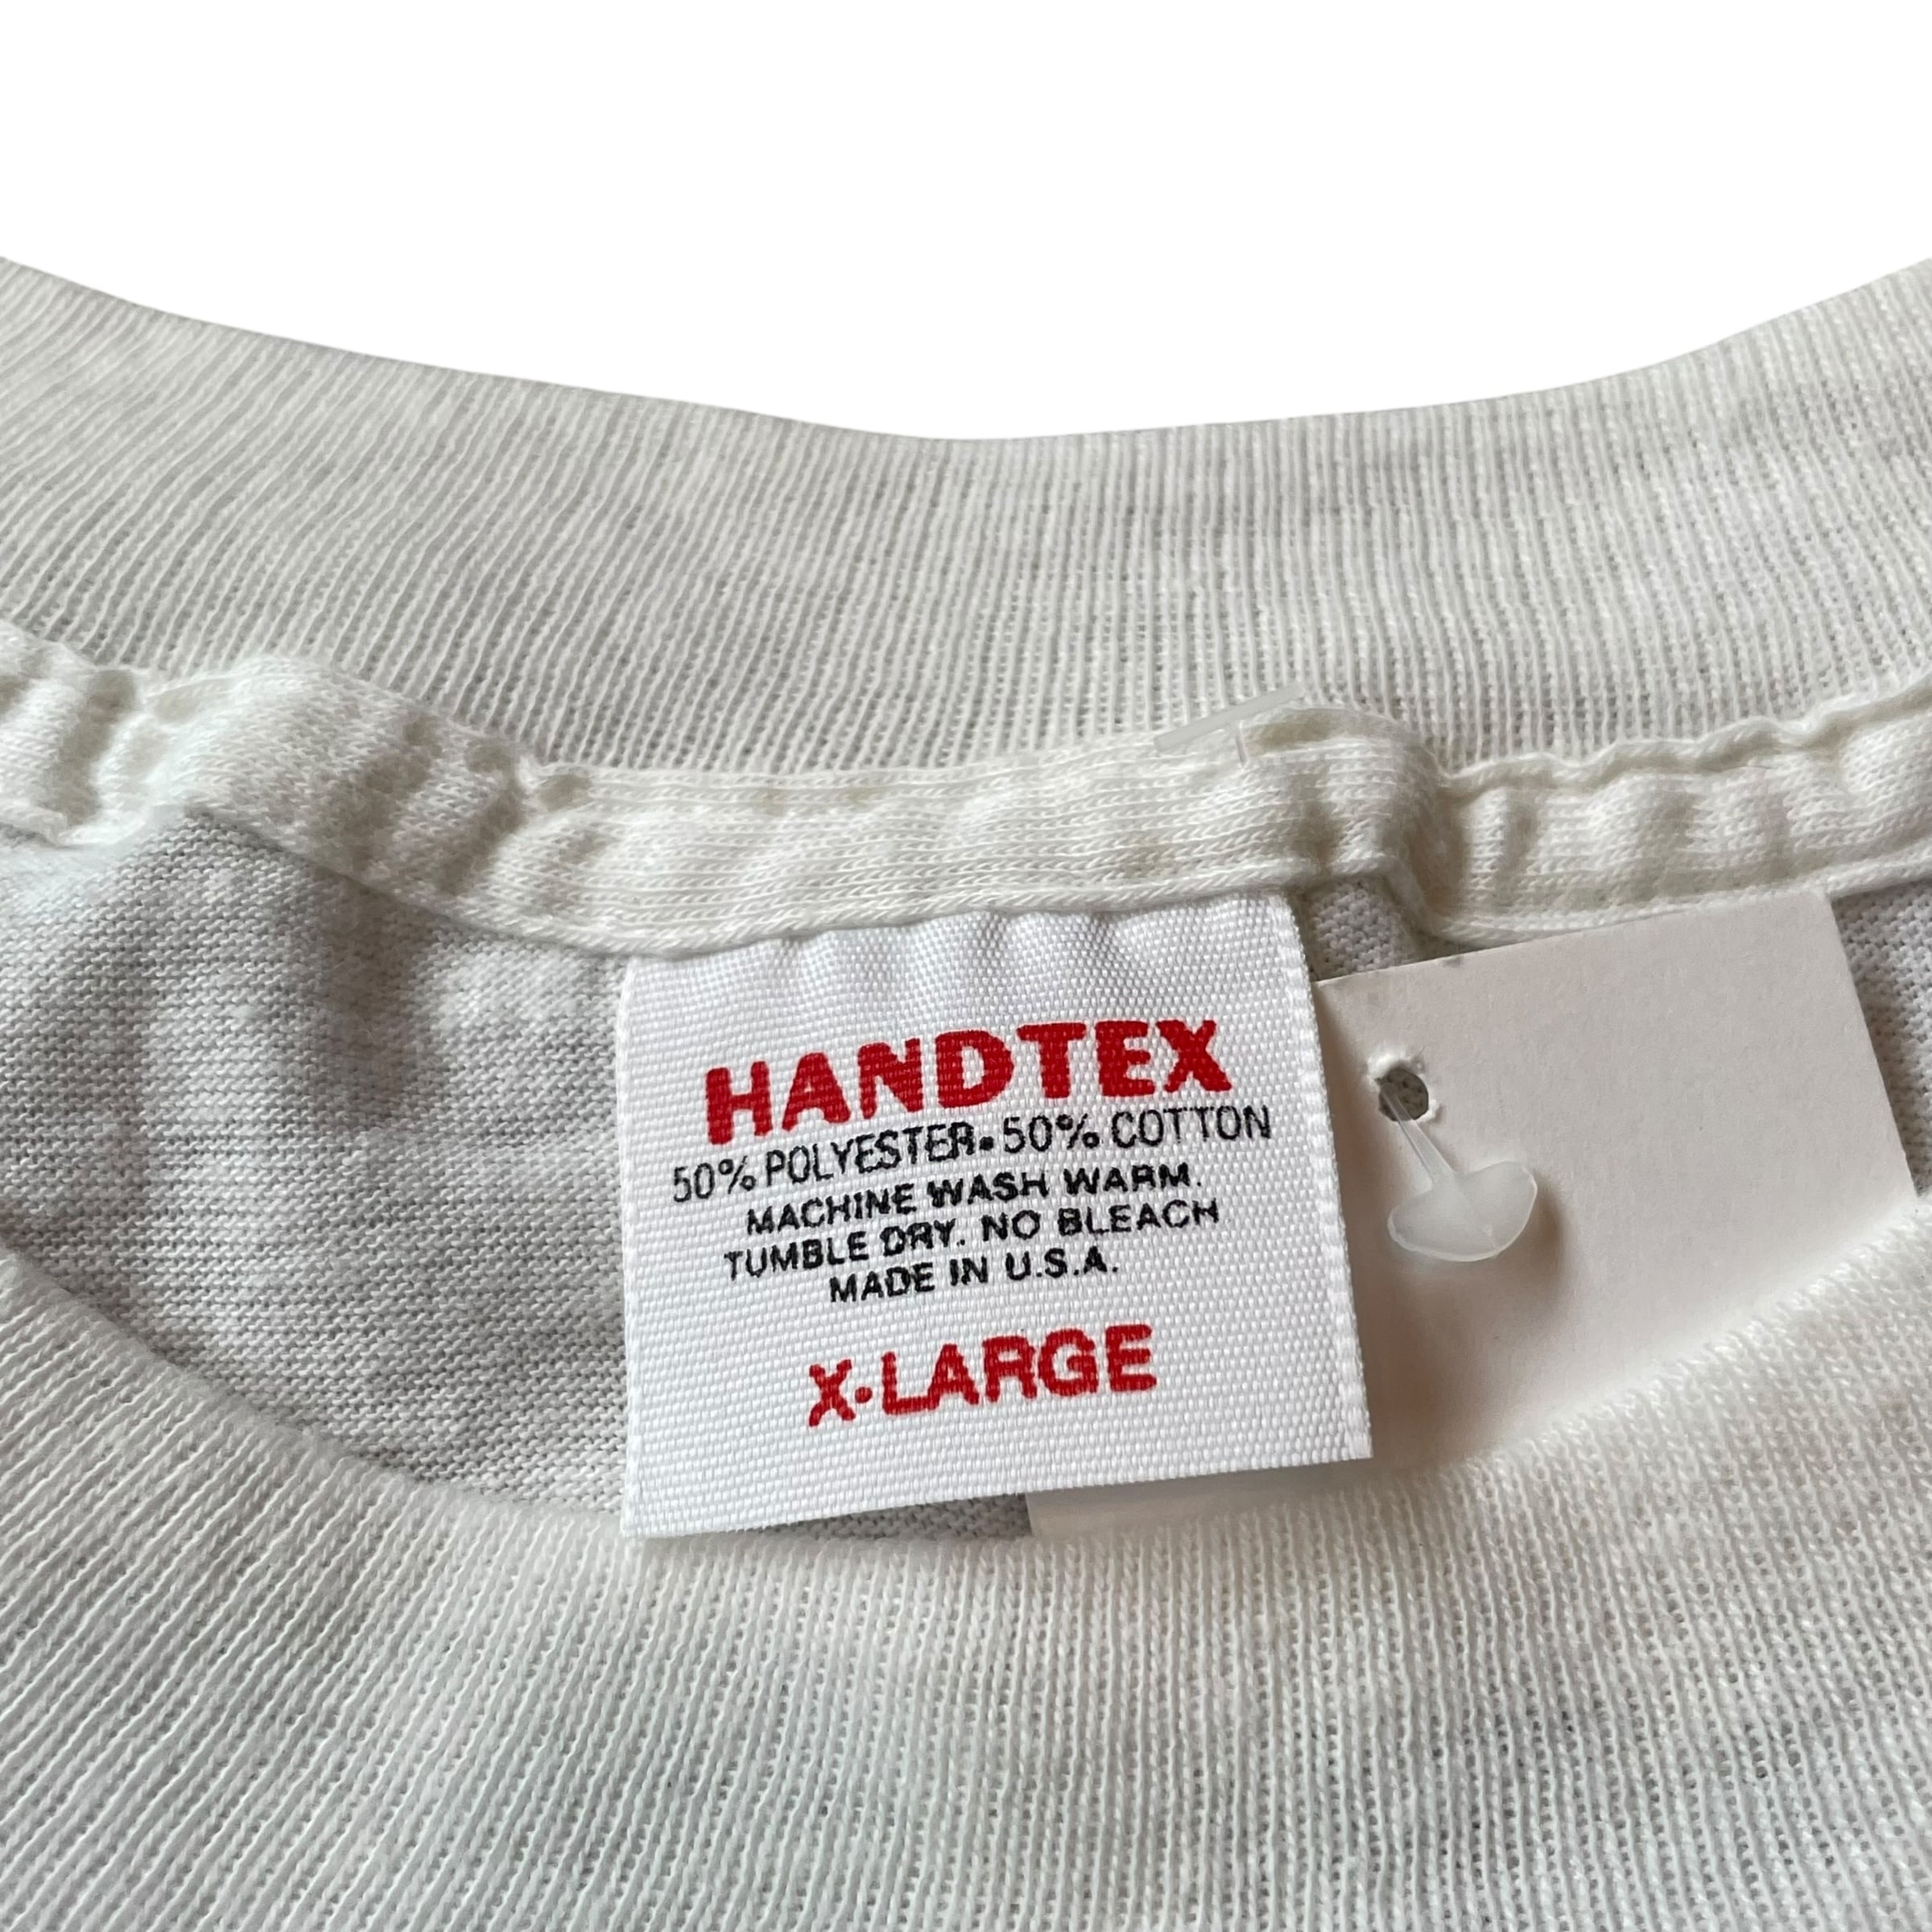 HANDTEX
50% POLYESTER • 50% COTTON
MACHINE WASH WARM.
TUMBLE DRY. NO BLEACH
MADE IN U.S.A.
X-LARGE